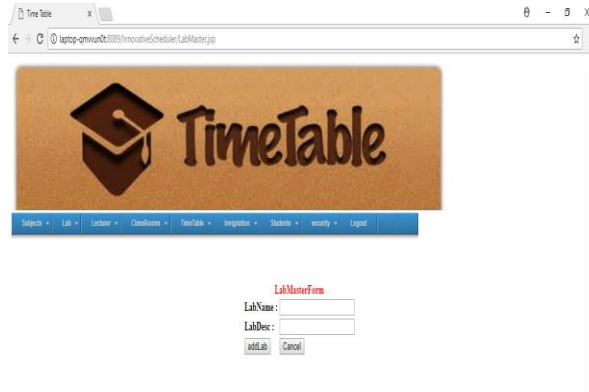 Time Table
laptop-qmvvun0t:8089/InnovativeScheduler/LabMaster.jsp
TimeTable
Subjects Lab Lecturer ClassRooms TimeTable Invigilation Students security Logout
LabMasterForm
LabName :
LabDesc :
addLab Cancel